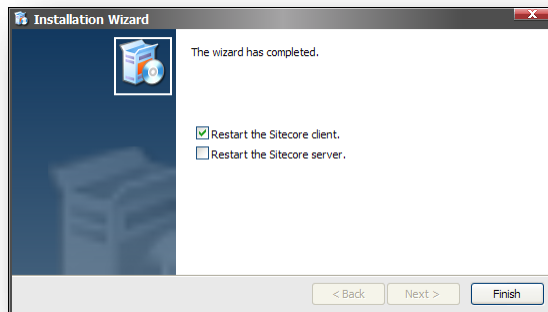 Installation Wizard
The wizard has completed.
Restart the Sitecore client.
Restart the Sitecore server.
< Back Next > Finish